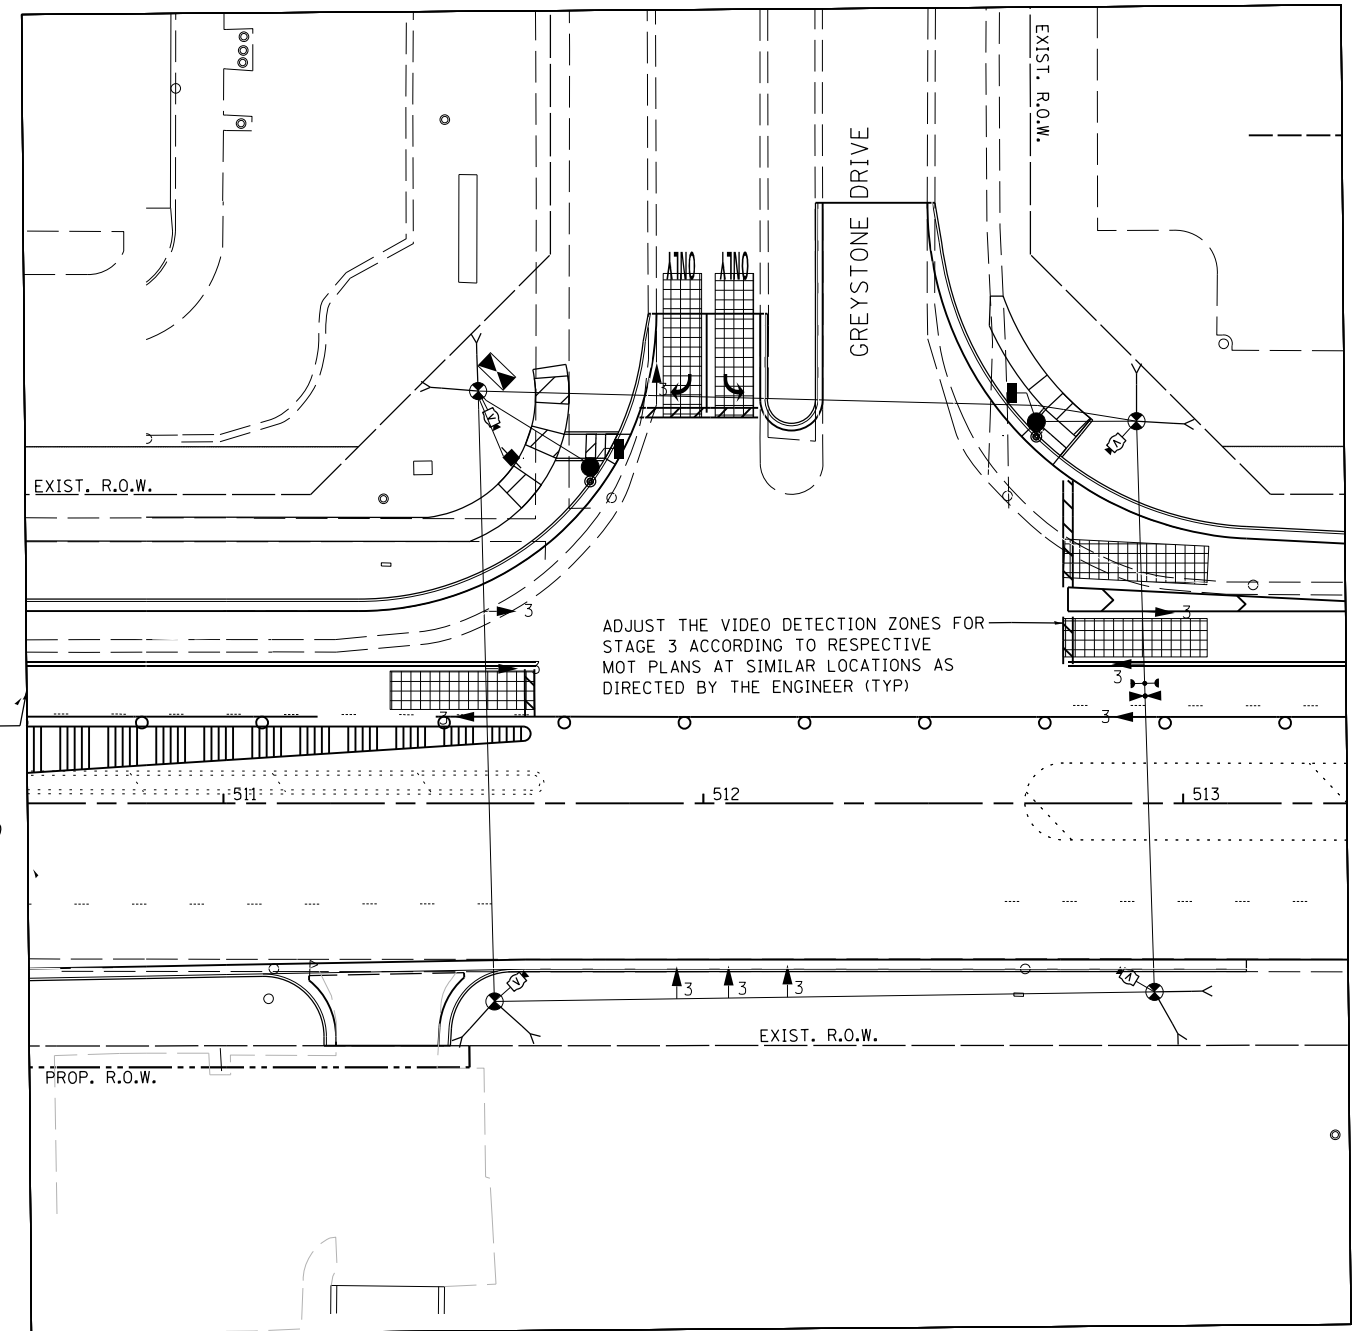 EXIST. R.O.W.
GREYSTONE DRIVE
ONLY
ONLY
3
EXIST. R.O.W.
3
3
ADJUST THE VIDEO DETECTION ZONES FOR
STAGE 3 ACCORDING TO RESPECTIVE
MOT PLANS AT SIMILAR LOCATIONS AS
DIRECTED BY THE ENGINEER (TYP)
3
3
3
3
511
512
513
V
V
V
V
3
3
3
EXIST. R.O.W.
PROP. R.O.W.